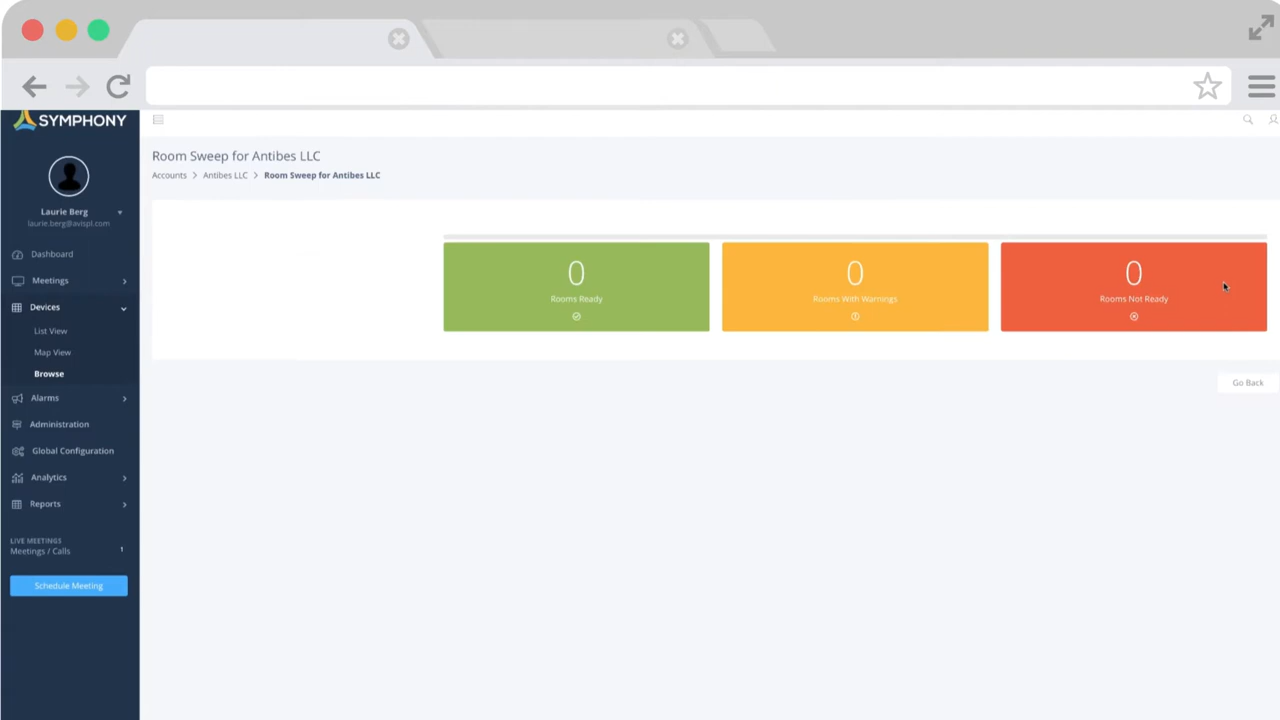 SYMPHONY
Laurie Berg
laurie.berg@avispl.com
Dashboard
Meetings
Devices
List View
Map View
Browse
Alarms
Administration
Global Configuration
Analytics
Reports
LIVE MEETINGS
Meetings / Calls 1
Schedule Meeting
Room Sweep for Antibes LLC
Accounts > Antibes LLC > Room Sweep for Antibes LLC
0
Rooms Ready
0
Rooms With Warnings
0
Rooms Not Ready
Go Back